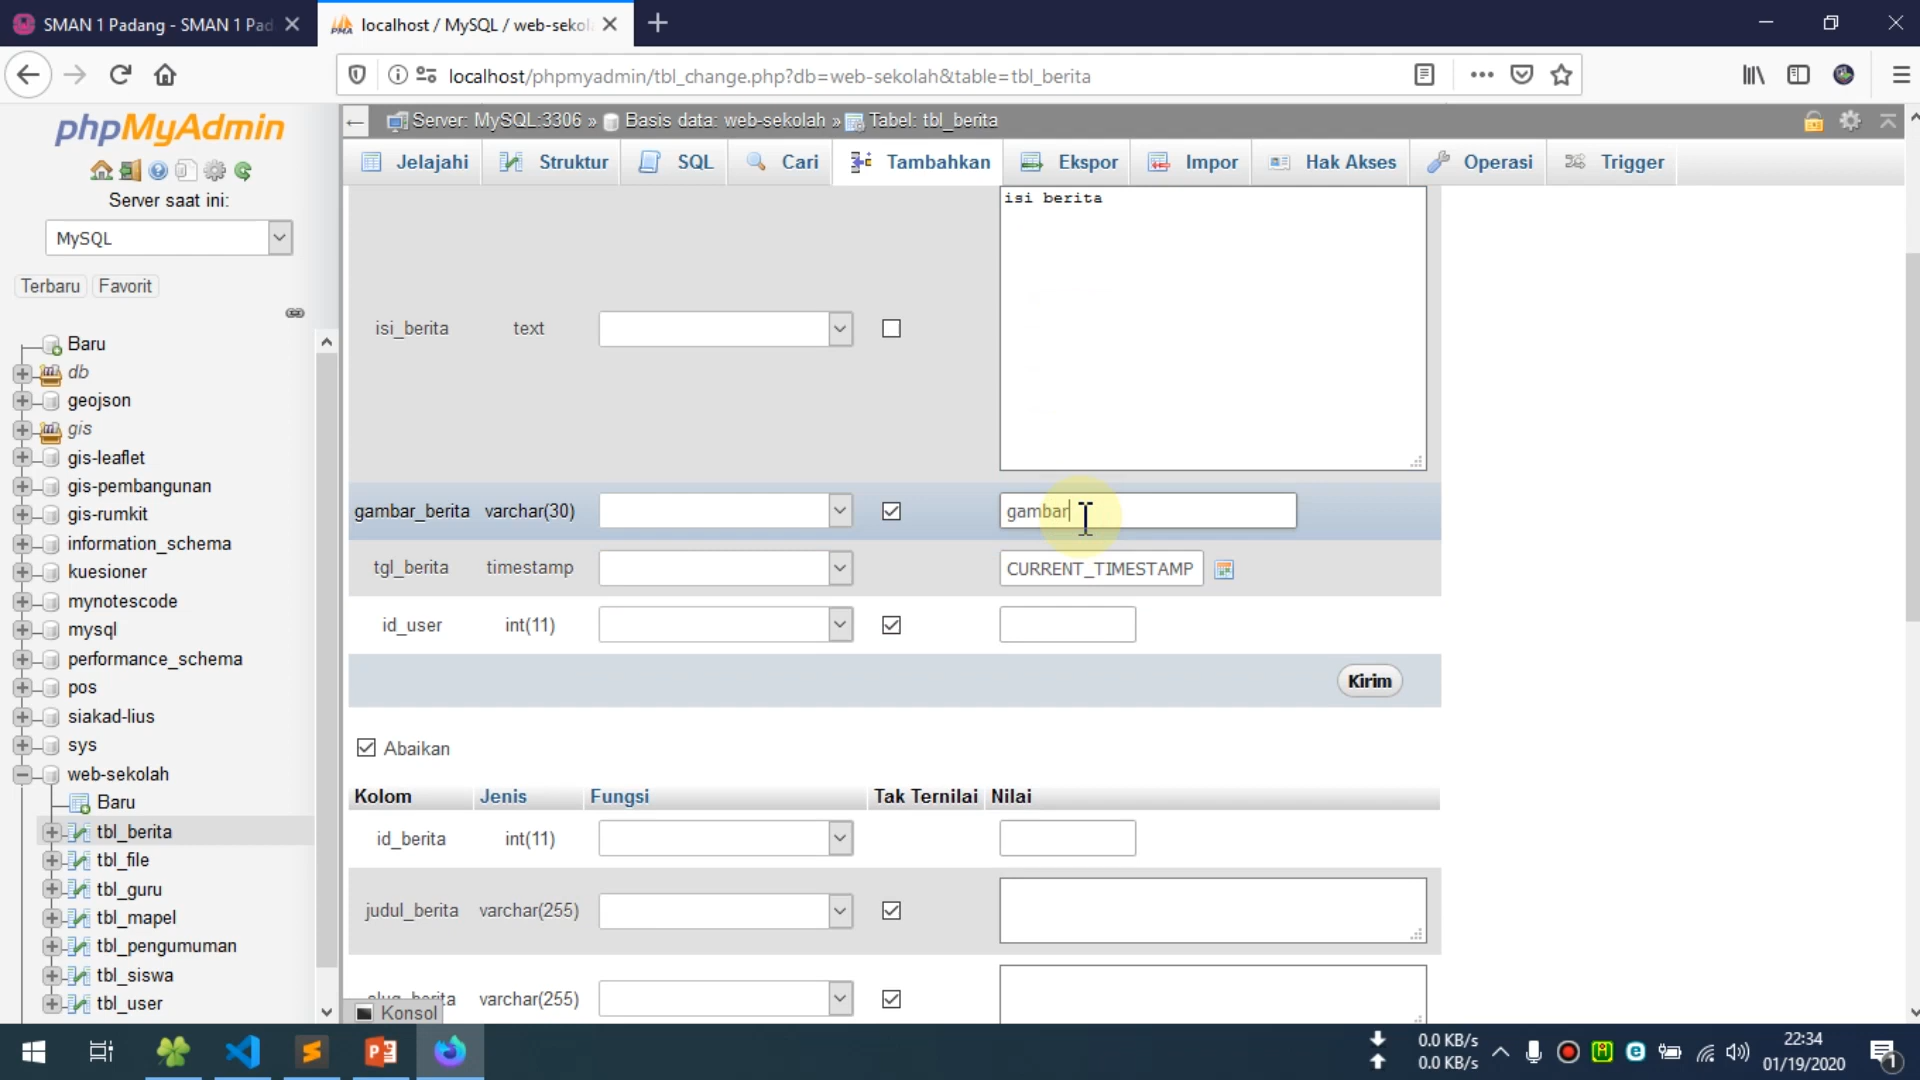 SMAN 1 Padang - SMAN 1 Pad
localhost / MySQL / web-sekol
localhost/phpmyadmin/tbl_change.php?db=web-sekolah&table=tbl_berita
phpMyAdmin
Server saat ini:
MySQL
Terbaru Favorit
Baru
db
geojson
gis
gis-leaflet
gis-pembangunan
gis-rumkit
information_schema
kuesioner
mynotescode
mysql
performance_schema
pos
siakad-lius
sys
web-sekolah
Baru
tbl_berita
tbl_file
tbl_guru
tbl_mapel
tbl_pengumuman
tbl_siswa
tbl_user
Server: MySQL:3306 » Basis data: web-sekolah » Tabel: tbl_berita
Jelajahi Struktur SQL Cari Tambahkan Ekspor Impor Hak Akses Operasi Trigger
isi berita
isi_berita text
gambar_berita varchar(30) gambar
tgl_berita timestamp CURRENT_TIMESTAMP
id_user int(11)
Kirim
Abaikan
Kolom Jenis Fungsi Tak Ternilai Nilai
id_berita int(11)
judul_berita varchar(255)
slug_berita varchar(255)
Konsol
0.0 KB/s
0.0 KB/s
22:34
01/19/2020
1